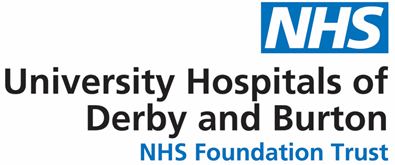 NHS
University Hospitals of
Derby and Burton
NHS Foundation Trust